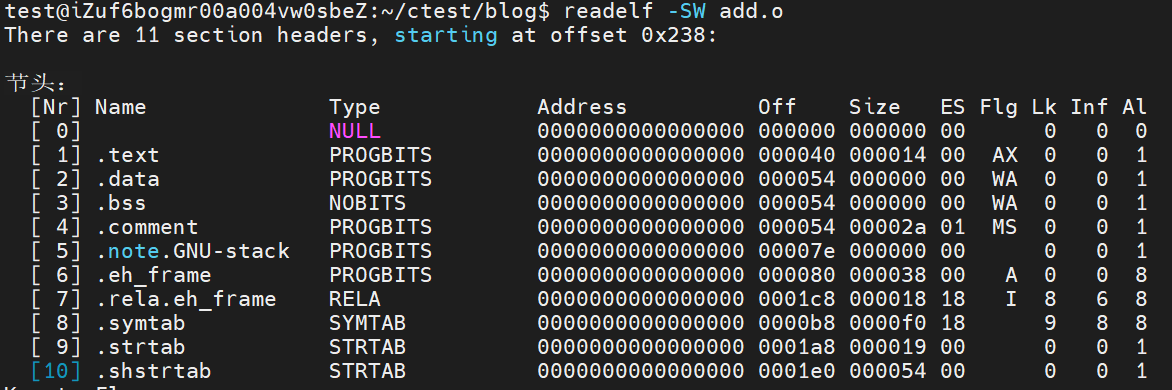 test@iZuf6bogmr00a004vw0sbeZ:~/ctest/blog$ readelf -SW add.o
There are 11 section headers, starting at offset 0x238:
节头:
[Nr] Name Type Address Off Size ES Flg Lk Inf Al
[ 0] NULL 0000000000000000 000000 000000 00 0 0 0
[ 1] .text PROGBITS 0000000000000000 000040 000014 00 AX 0 0 1
[ 2] .data PROGBITS 0000000000000000 000054 000000 00 WA 0 0 1
[ 3] .bss NOBITS 0000000000000000 000054 000000 00 WA 0 0 1
[ 4] .comment PROGBITS 0000000000000000 000054 00002a 01 MS 0 0 1
[ 5] .note.GNU-stack PROGBITS 0000000000000000 00007e 000000 00 0 0 1
[ 6] .eh_frame PROGBITS 0000000000000000 000080 000038 00 A 0 0 8
[ 7] .rela.eh_frame RELA 0000000000000000 0001c8 000018 18 I 8 6 8
[ 8] .symtab SYMTAB 0000000000000000 0000b8 0000f0 18 9 8 8
[ 9] .strtab STRTAB 0000000000000000 0001a8 000019 00 0 0 1
[10] .shstrtab STRTAB 0000000000000000 0001e0 000054 00 0 0 1